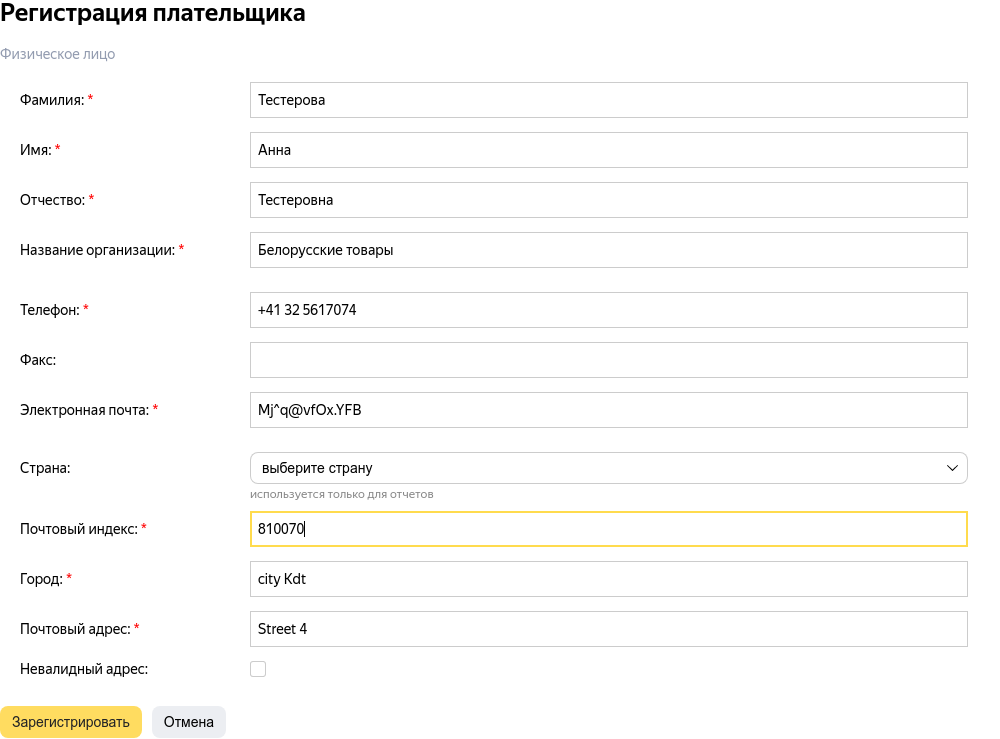 Регистрация плательщика
Физическое лицо
Фамилия: * Тестерова
Имя: * Анна
Отчество: * Тестеровна
Название организации: * Белорусские товары
Телефон: * +41 32 5617074
Факс:
Электронная почта: * Mj^q@vfOx.YFB
Страна: выберите страну
используется только для отчетов
Почтовый индекс: * 810070
Город: * city Kdt
Почтовый адрес: * Street 4
Невалидный адрес:
Зарегистрировать Отмена